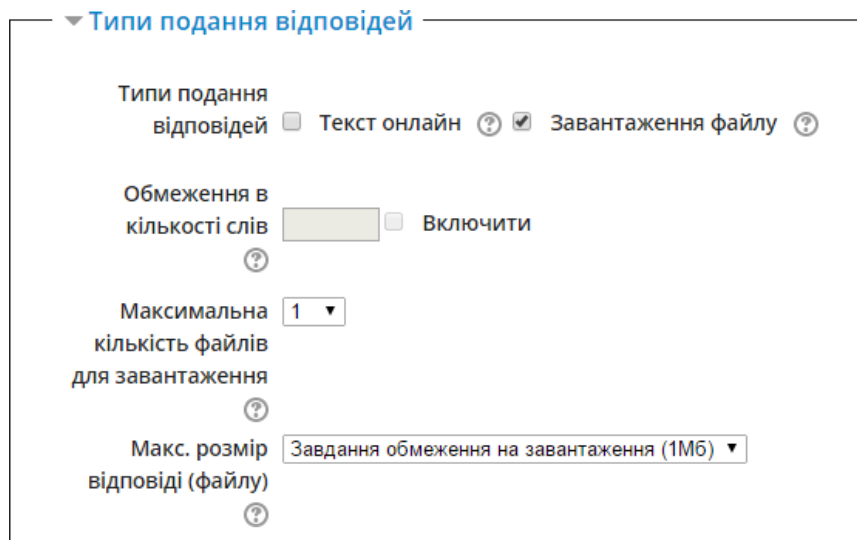 Типи подання відповідей
Типи подання
відповідей Текст онлайн ? Завантаження файлу ?
Обмеження в
кількості слів Включити
?
Максимальна 1
кількість файлів
для завантаження
?
Макс. розмір Завдання обмеження на завантаження (1Мб)
відповіді (файлу)
?